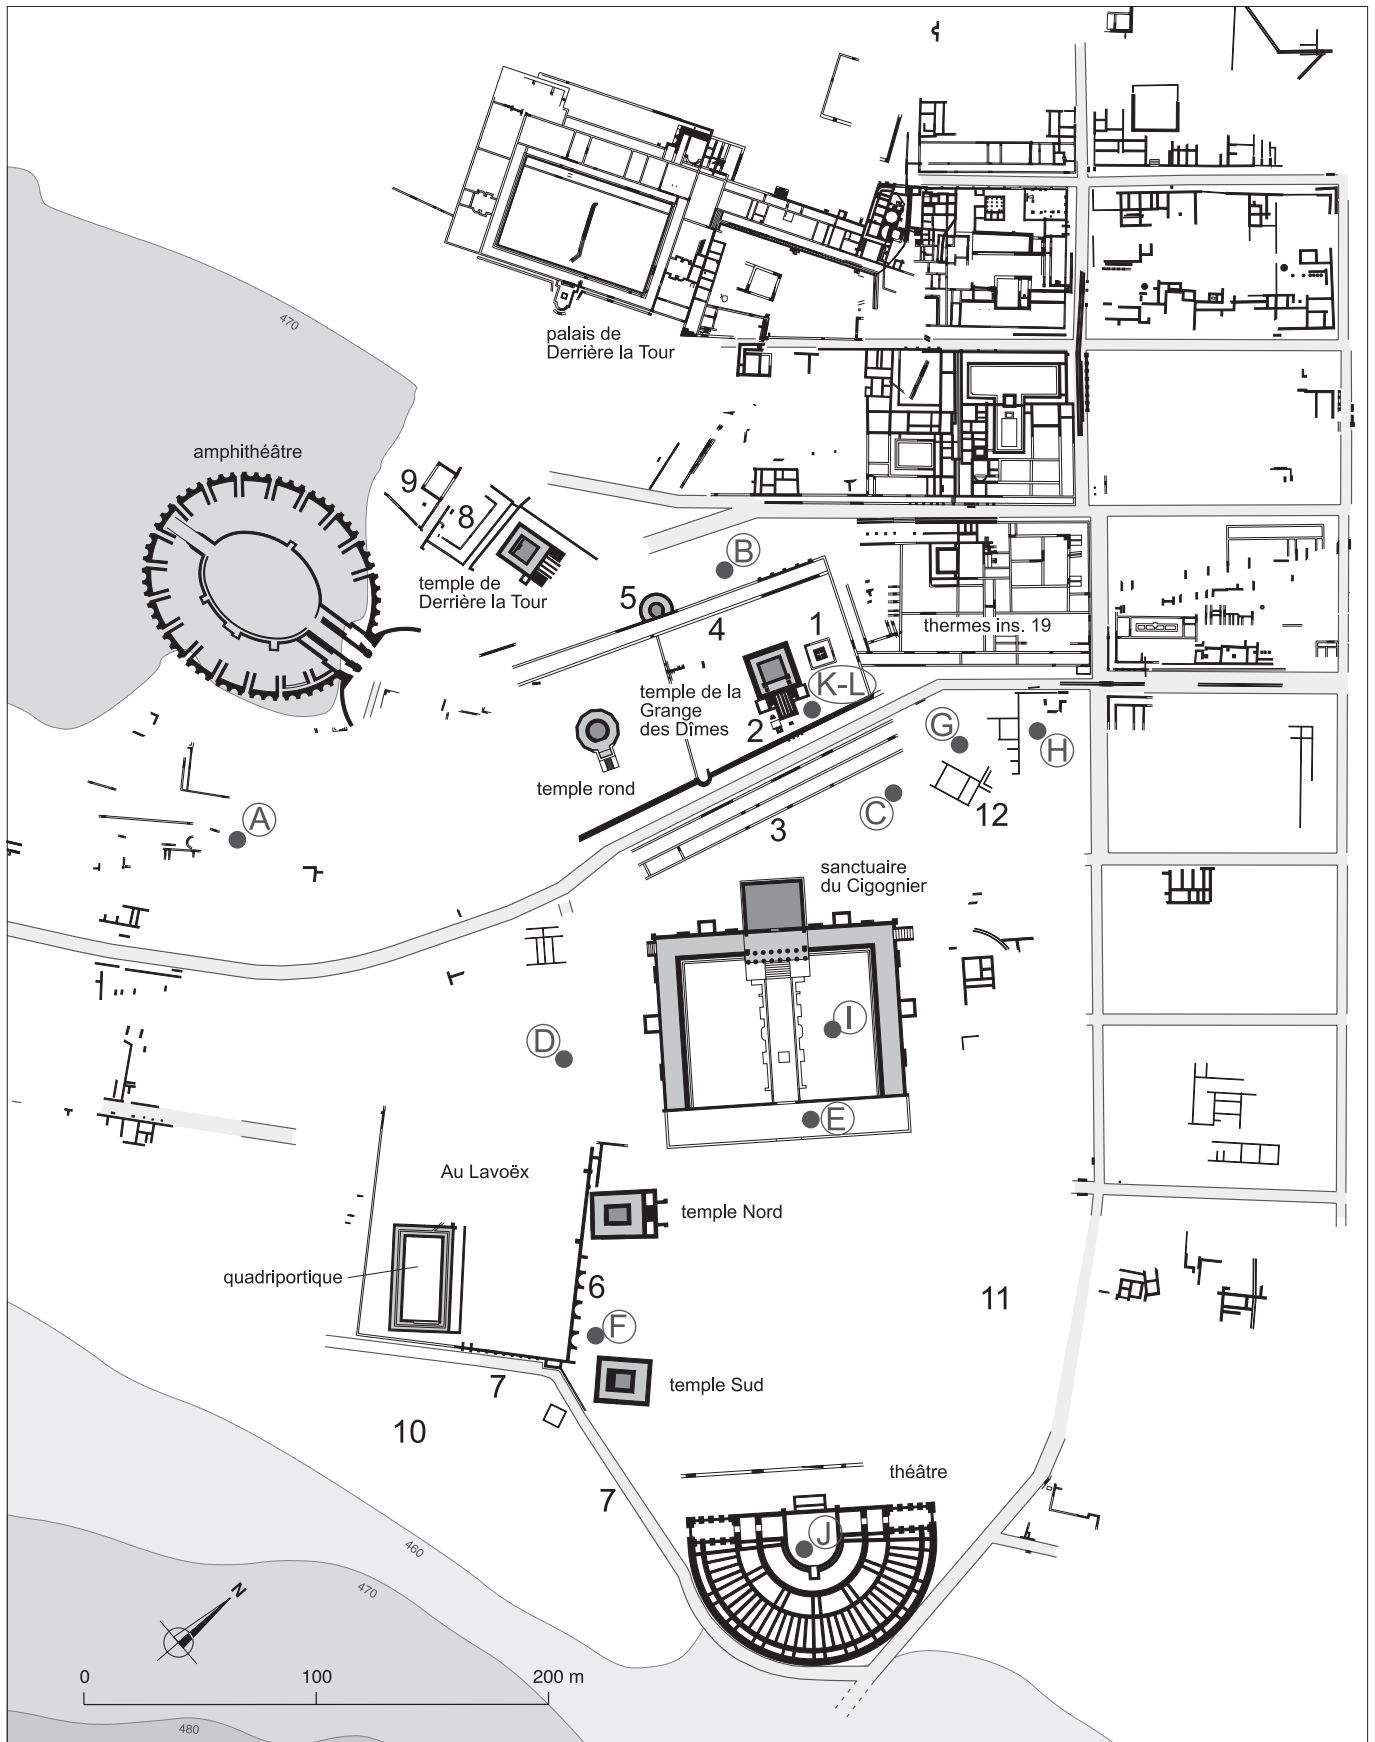 470
palais de
Derrière la Tour
amphithéâtre
9
8
temple de
Derrière la Tour
B
5
4
1
thermes ins. 19
K-L
temple de la
Grange
des Dîmes
2
G
H
temple rond
A
C
12
3
sanctuaire
du Cigognier
I
D
E
Au Lavoëx
temple Nord
quadriportique
6
11
F
temple Sud
7
10
7
théâtre
J
460
470
N
0 100 200 m
480